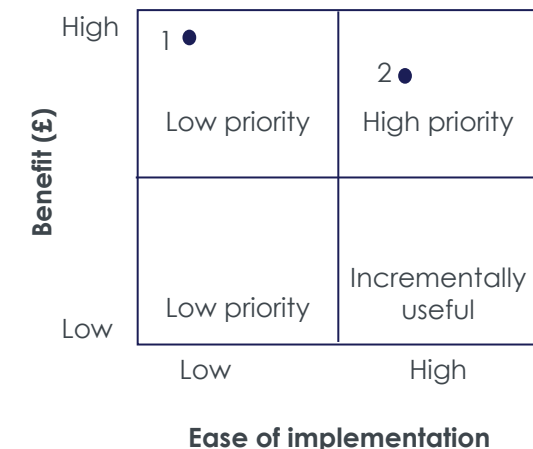 High
1
2
Low priority
High priority
Benefit (£)
Incrementally
useful
Low priority
Low
Low
High
Ease of implementation